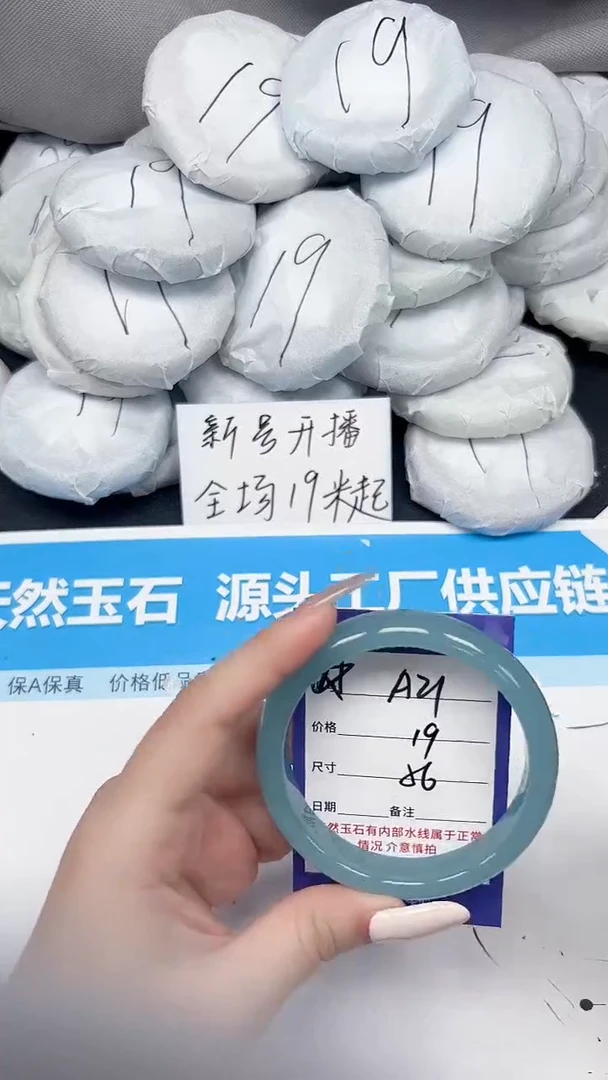 19
19
19
19
19
新号开播
全场19米起
天然玉石 源头工厂供应链
保A保真 价格低
A21
价格 19
尺寸 56
日期 备注
然玉石有内部水线属于正常
情况 介意慎拍